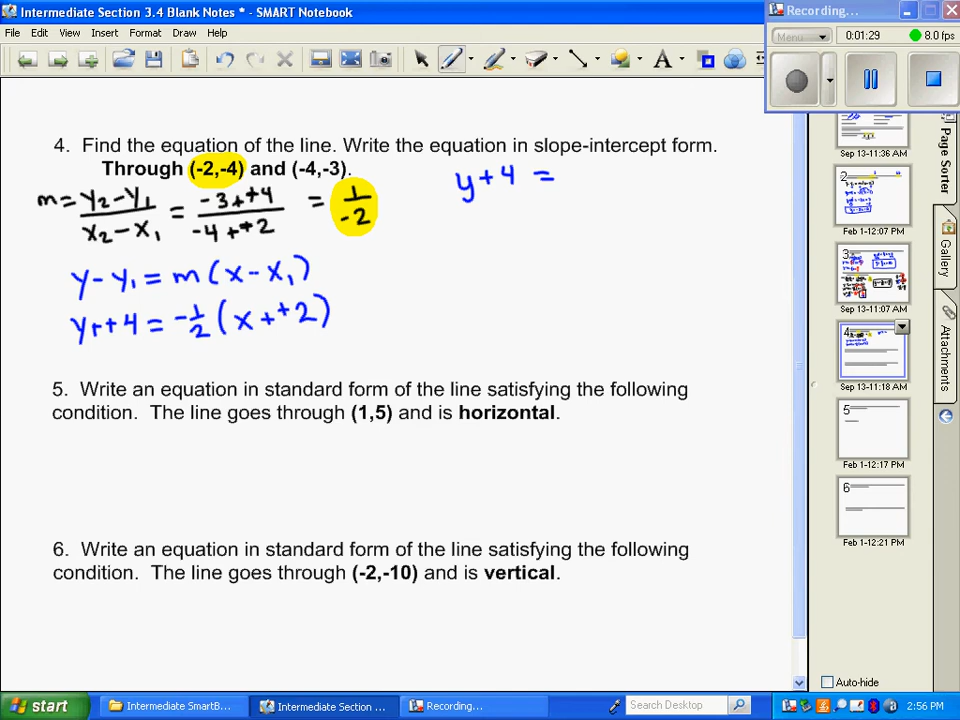 Intermediate Section 3.4 Blank Notes * - SMART Notebook
Recording...
File Edit View Insert Format Draw Help
Menu
0:01:29
8.0 fps
4. Find the equation of the line. Write the equation in slope-intercept form.
Through (-2,-4) and (-4,-3).
y+4 =
m = y₂-y₁ / x₂-x₁ = -3++4 / -4++2 = 1/-2
y-y₁ = m(x-x₁)
y++4 = -1/2 (x++2)
5. Write an equation in standard form of the line satisfying the following
condition. The line goes through (1,5) and is horizontal.
6. Write an equation in standard form of the line satisfying the following
condition. The line goes through (-2,-10) and is vertical.
Sep 13-11:36 AM
2
Feb 1-12:07 PM
3
Sep 13-11:07 AM
4
Sep 13-11:18 AM
5
Feb 1-12:17 PM
6
Feb 1-12:21 PM
Page Sorter
Gallery
Attachments
Auto-hide
start
Intermediate SmartB...
Intermediate Section ...
Recording...
Search Desktop
2:56 PM